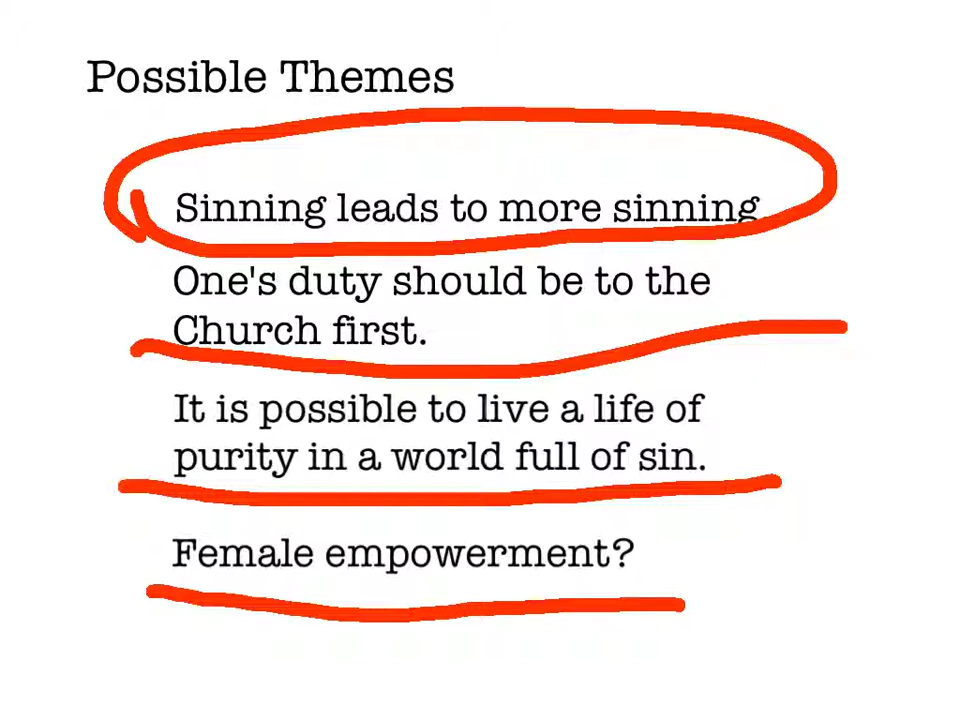 Possible Themes
Sinning leads to more sinning
One's duty should be to the
Church first.
It is possible to live a life of
purity in a world full of sin.
Female empowerment?